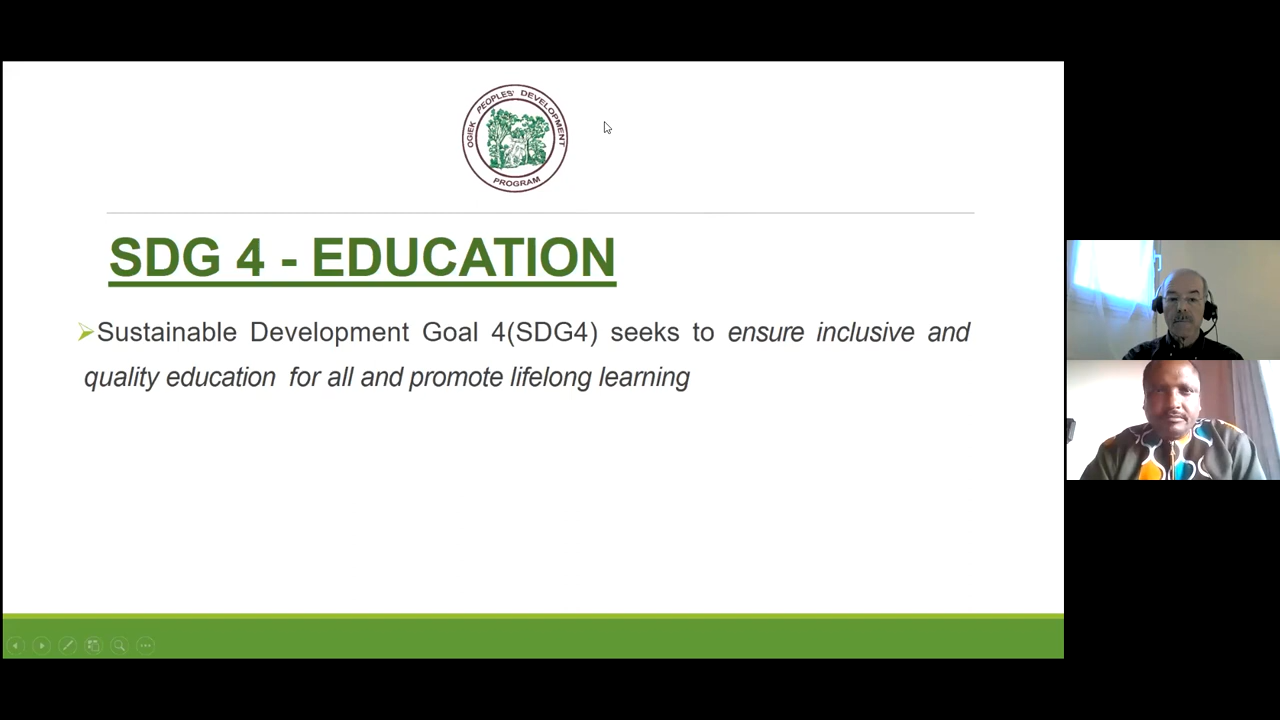 OGIEK PEOPLES' DEVELOPMENT
PROGRAM
SDG 4 - EDUCATION
Sustainable Development Goal 4(SDG4) seeks to ensure inclusive and
quality education for all and promote lifelong learning